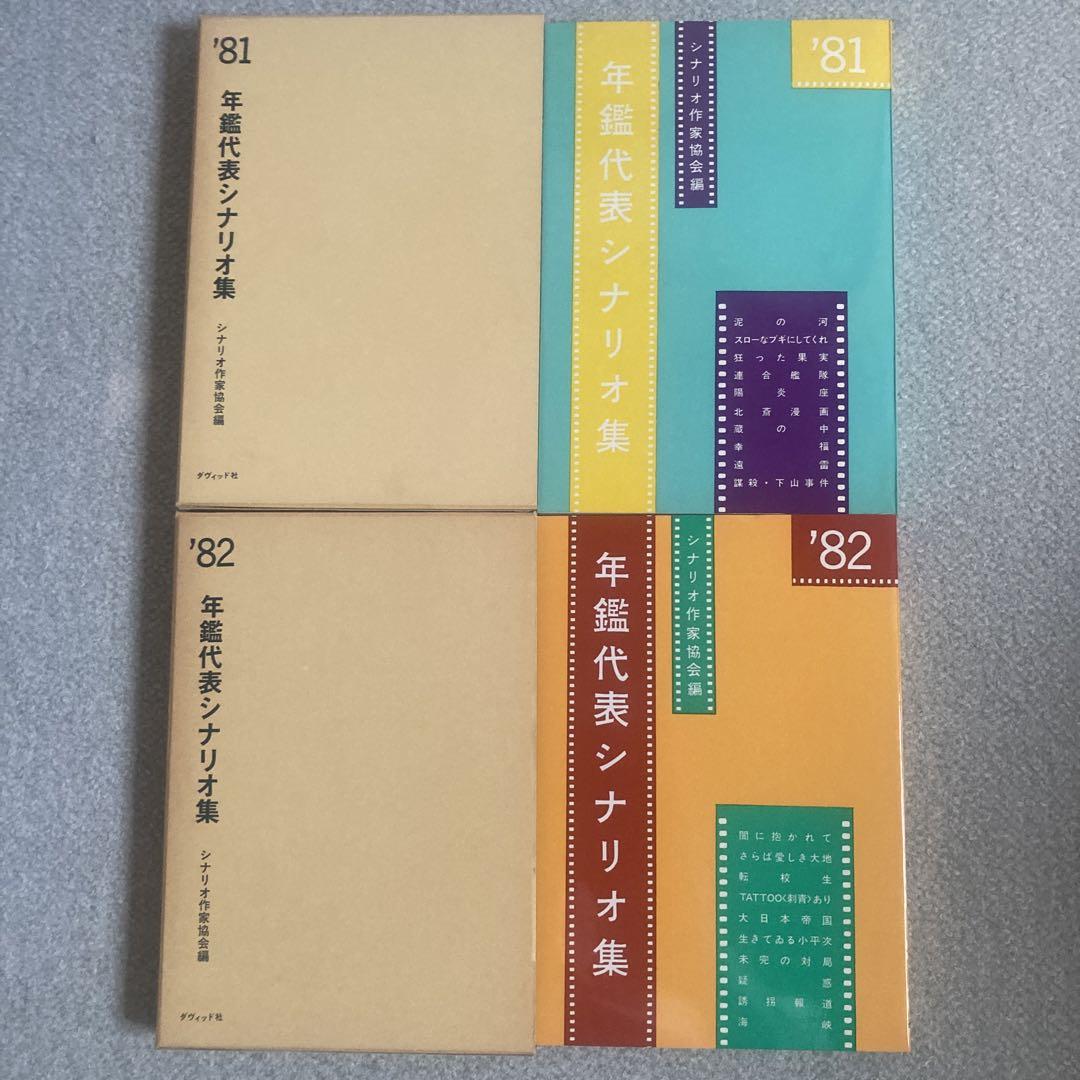 '81
年鑑代表シナリオ集
シナリオ作家協会編
ダヴィッド社
年鑑代表シナリオ集
シナリオ作家協会編
'81
泥の河
スローなブギにしてくれ
狂った果実
連合艦隊
陽炎座
北斎漫画
蔵の中
幸福
遠雷
謀殺・下山事件
'82
年鑑代表シナリオ集
シナリオ作家協会編
ダヴィッド社
年鑑代表シナリオ集
シナリオ作家協会編
'82
闇に抱かれて
さらば愛しき大地
転校生
TATTOO〈刺青〉あり
大日本帝国
生きてゐる小平次
未完の対局
疑惑
誘拐報道
海峡